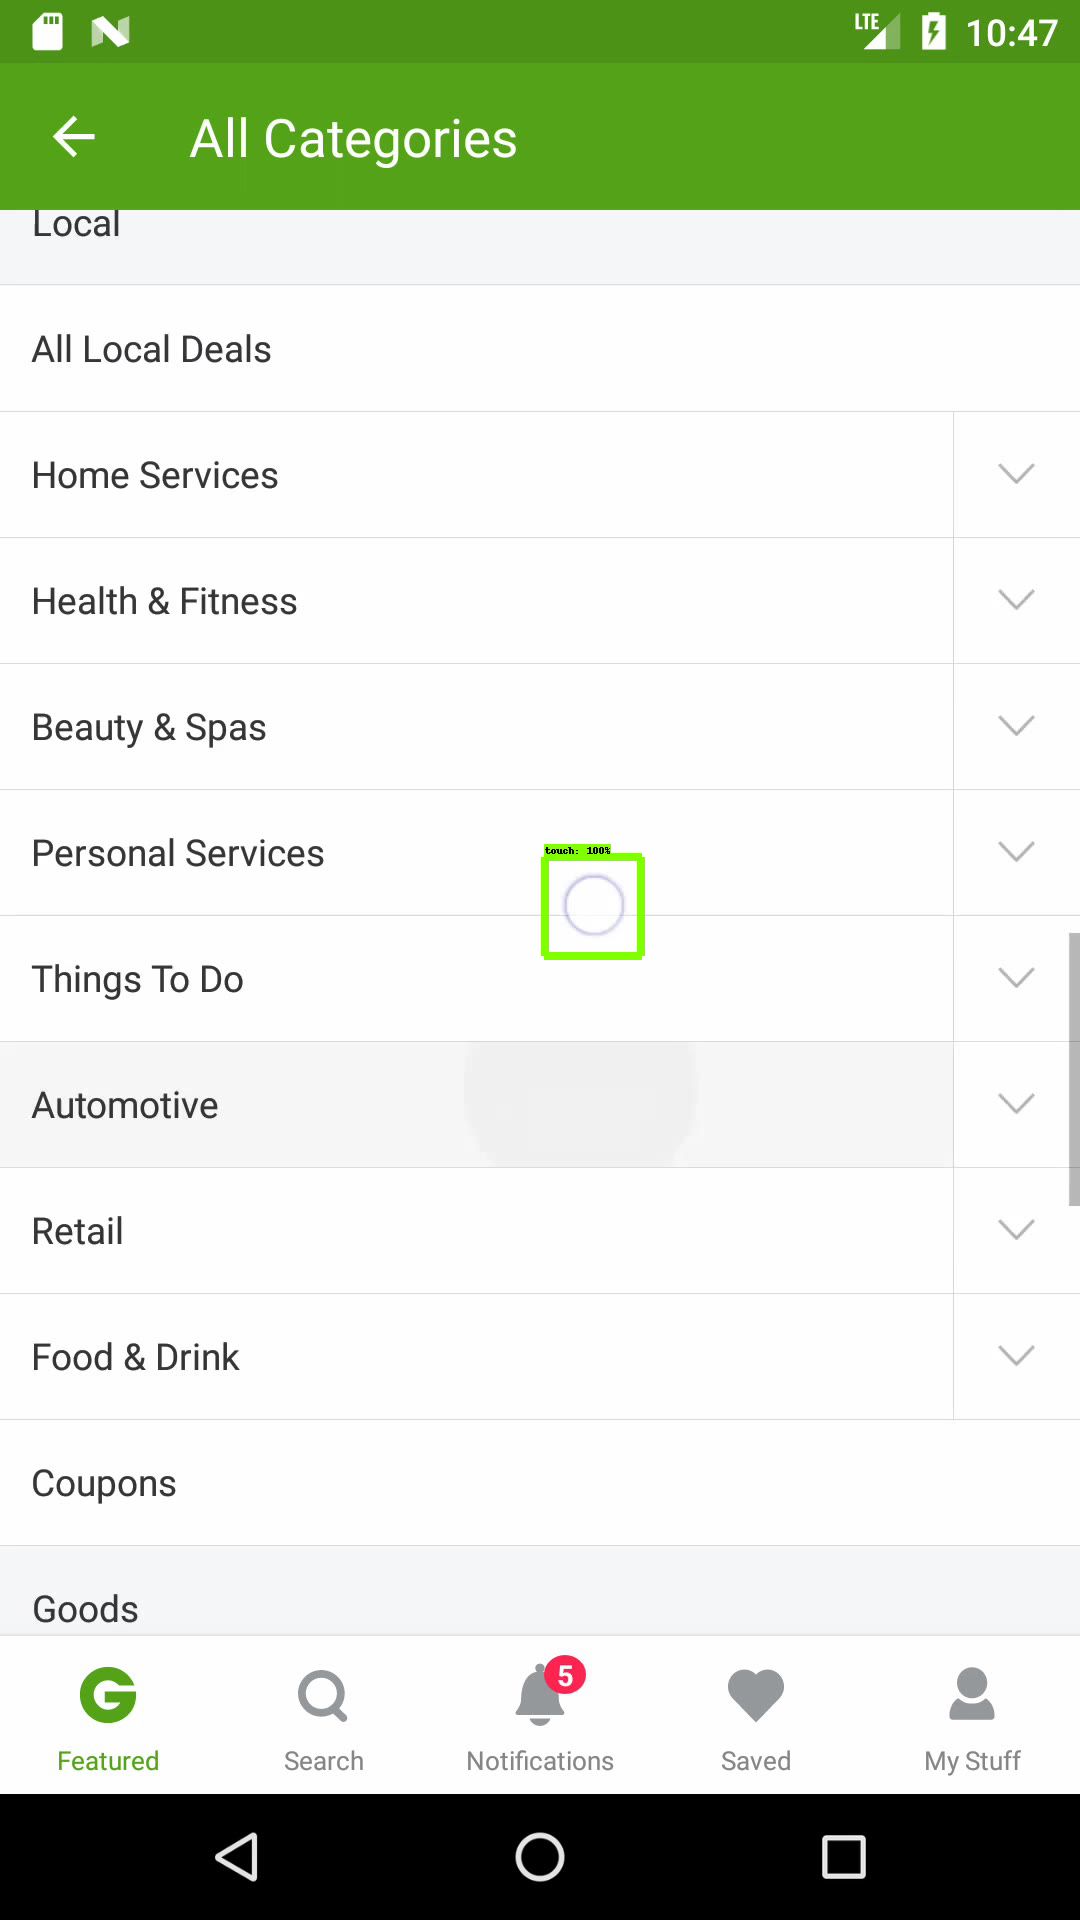 LTE 10:47
All Categories
Local
All Local Deals
Home Services
Health & Fitness
Beauty & Spas
touch: 100%
Personal Services
Things To Do
Automotive
Retail
Food & Drink
Coupons
Goods
5
Featured Search Notifications Saved My Stuff